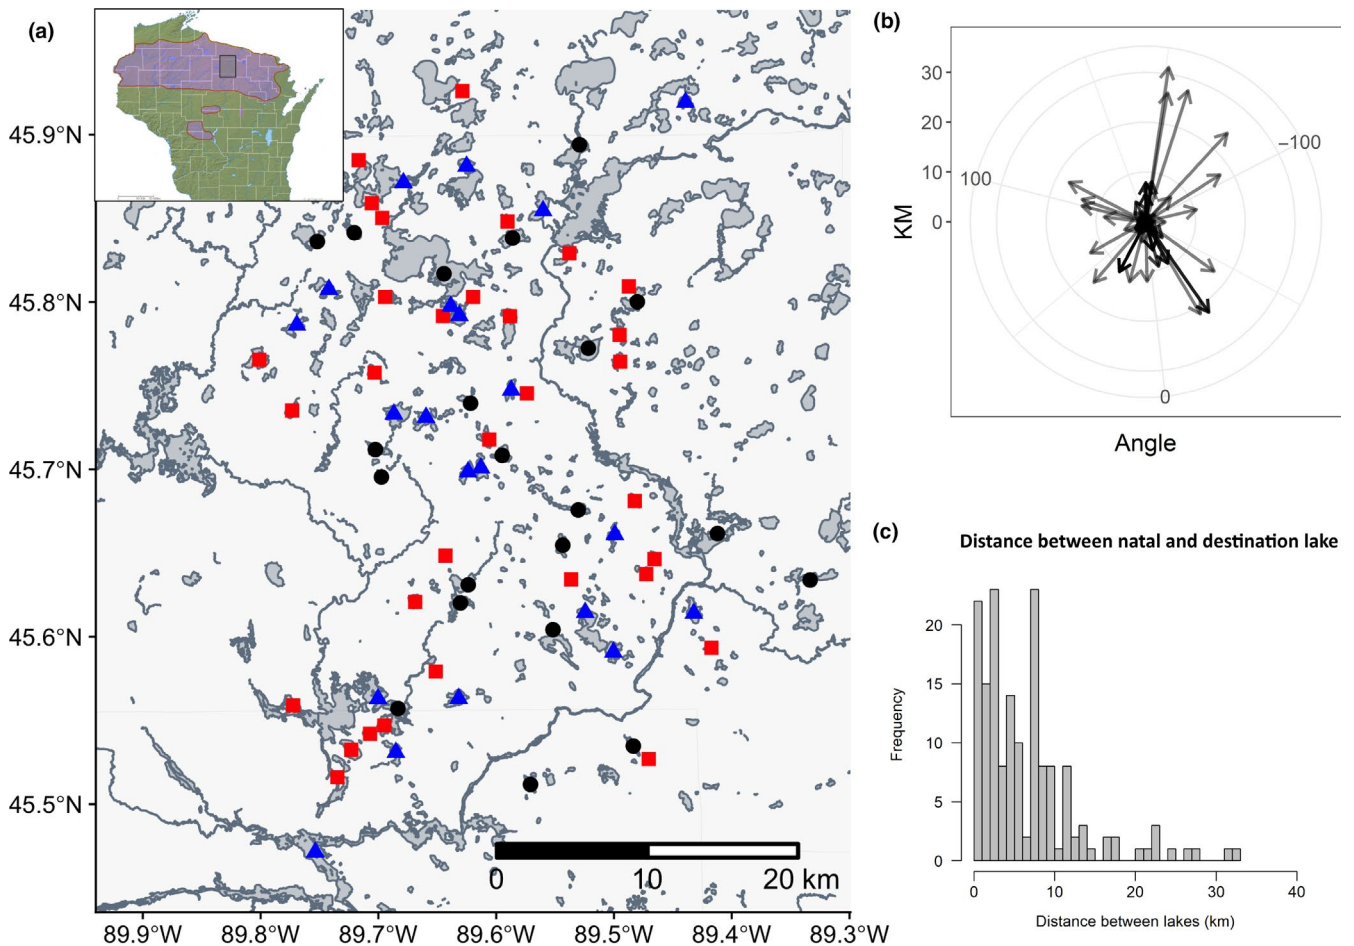 (a)
45.9°N
45.8°N
45.7°N
45.6°N
45.5°N
0 10 20 km
89.9°W 89.8°W 89.7°W 89.6°W 89.5°W 89.4°W 89.3°W
(b)
KM
30
20
10
0
100
−100
0
Angle
(c)
Distance between natal and destination lake
Frequency
20
15
10
5
0
0 10 20 30 40
Distance between lakes (km)